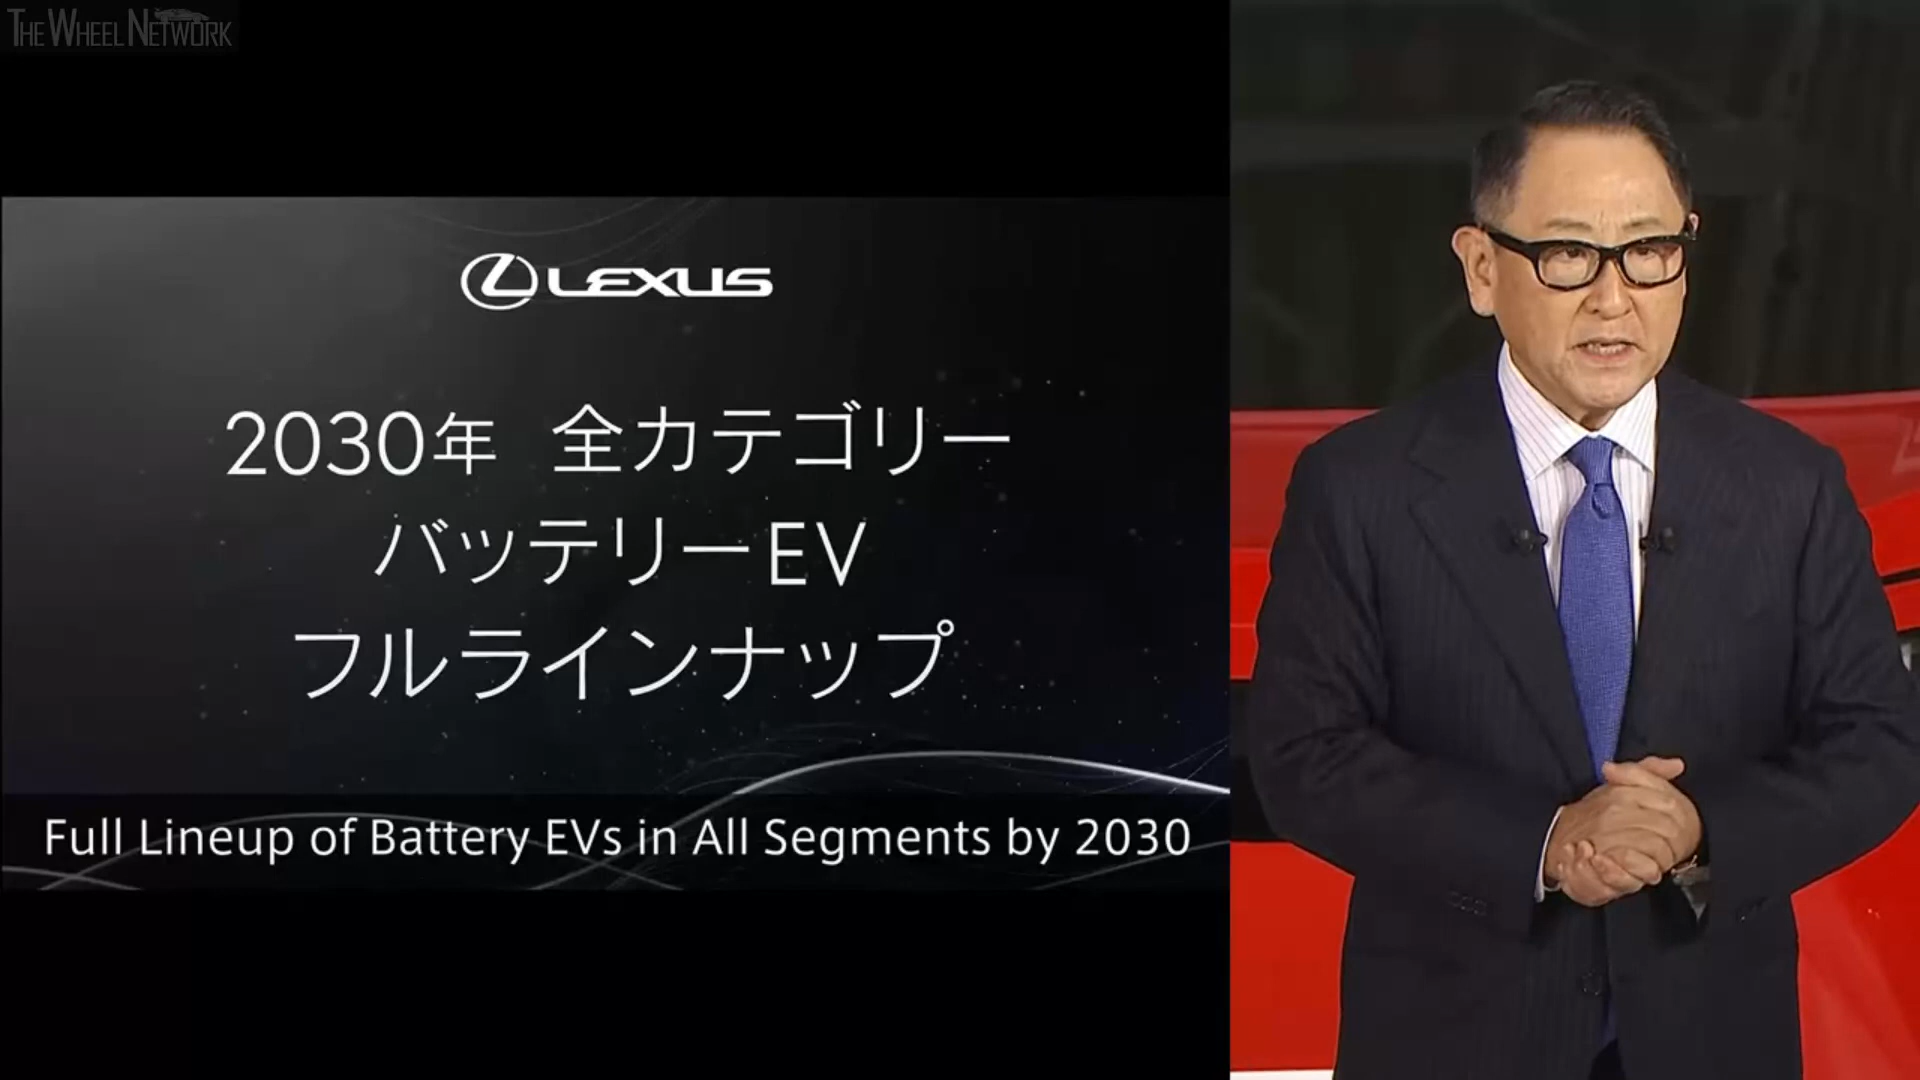 THE WHEEL NETWORK
LEXUS
2030年 全カテゴリー
バッテリーEV
フルラインナップ
Full Lineup of Battery EVs in All Segments by 2030